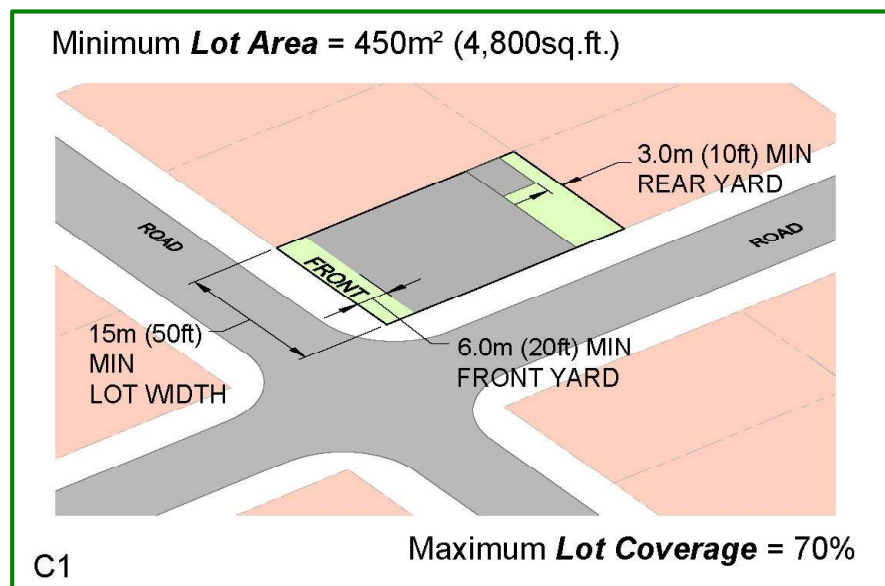 Minimum Lot Area = 450m² (4,800sq.ft.)
3.0m (10ft) MIN
REAR YARD
ROAD
ROAD
FRONT
15m (50ft)
MIN
LOT WIDTH
6.0m (20ft) MIN
FRONT YARD
Maximum Lot Coverage = 70%
C1